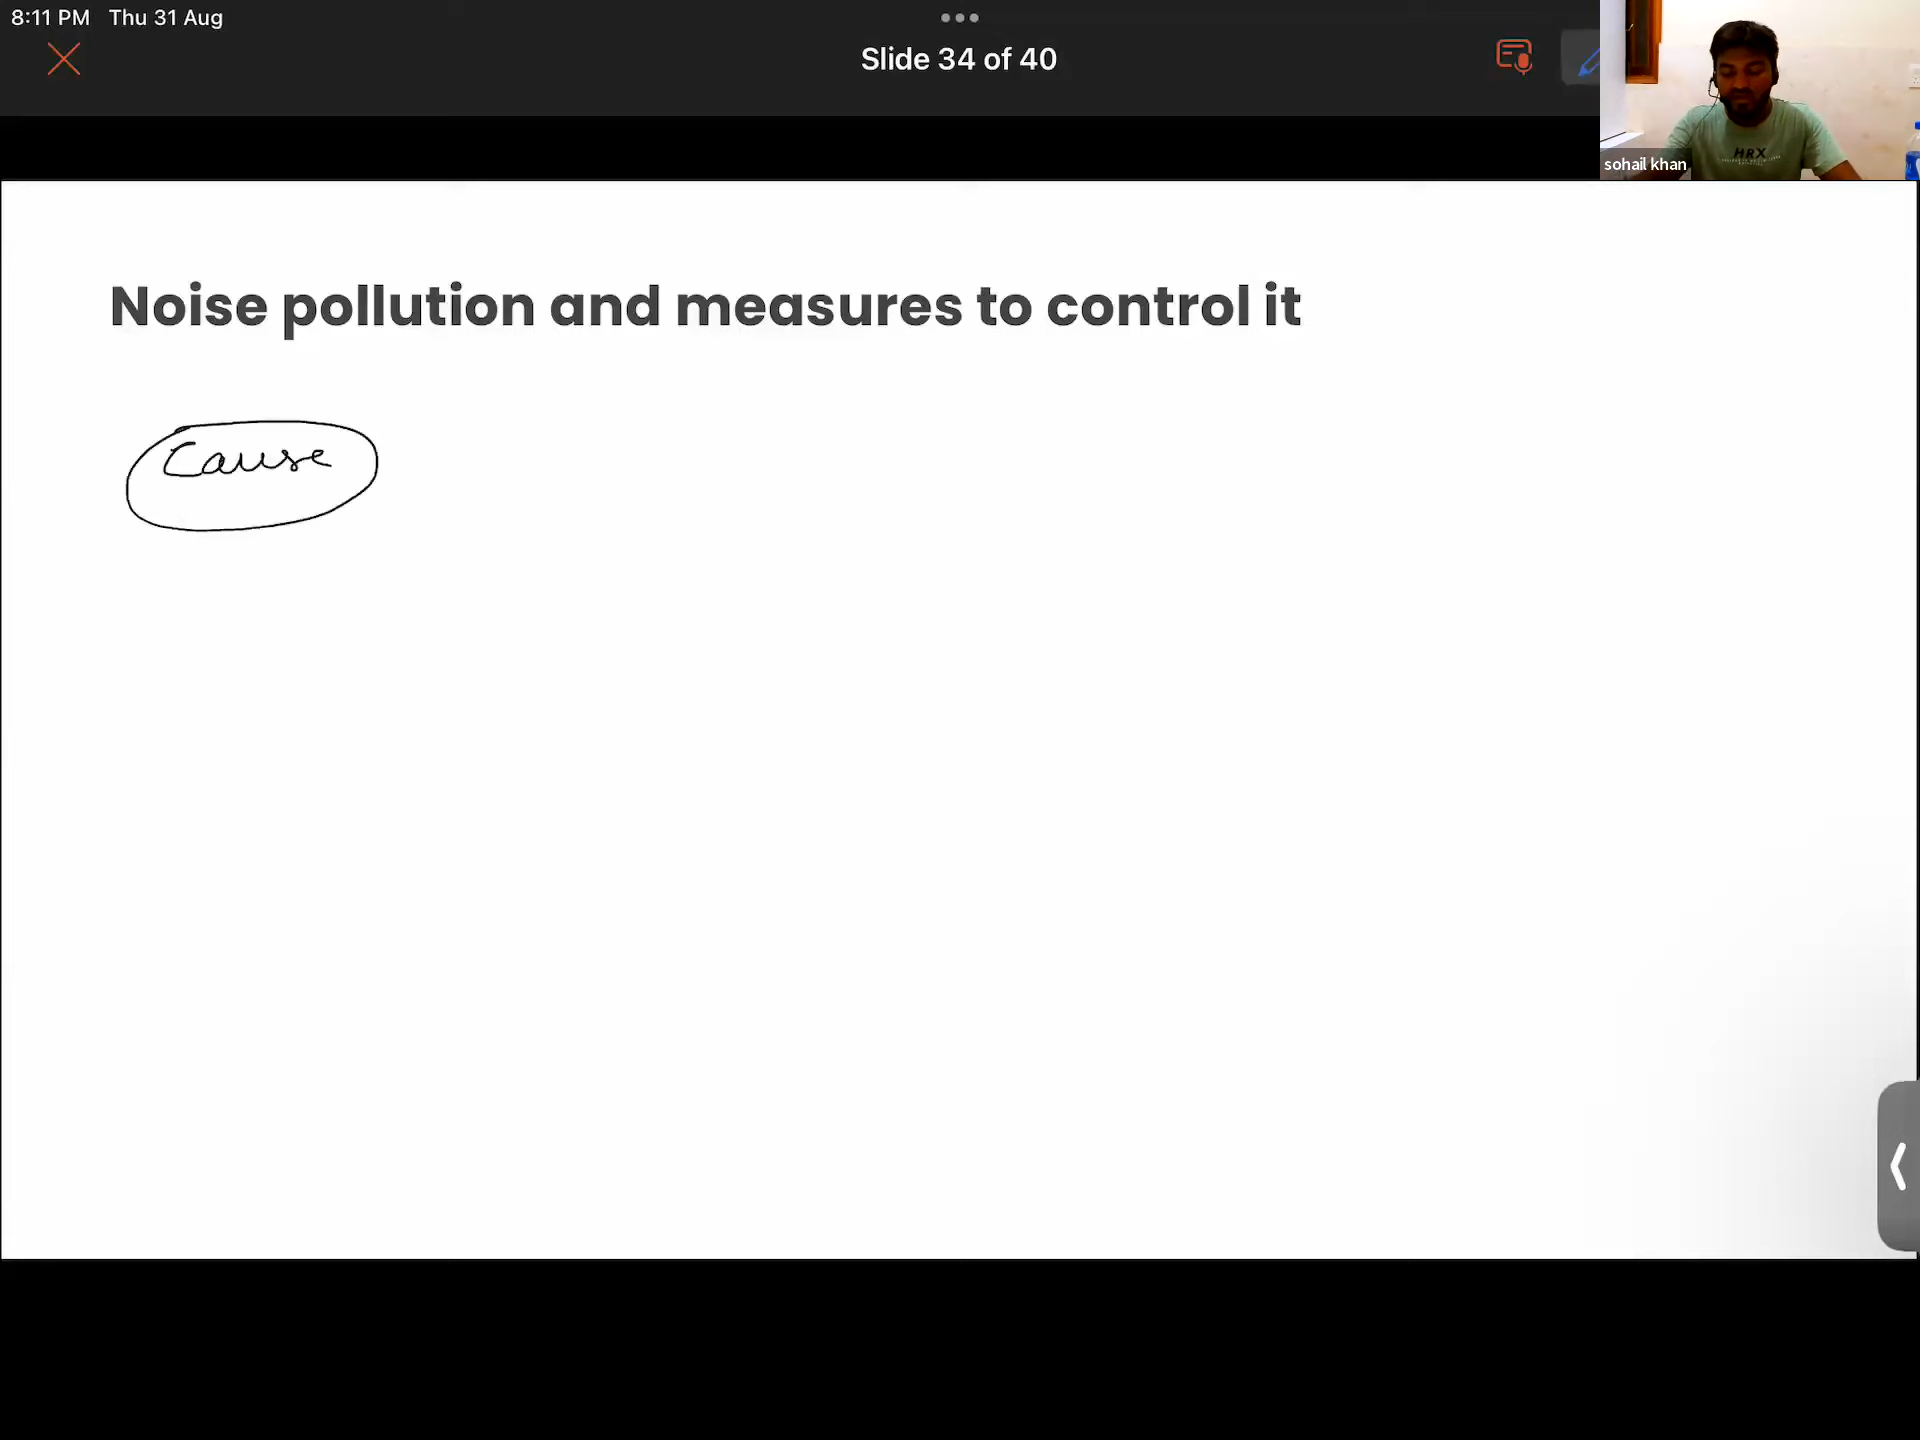 8:11 PM Thu 31 Aug
Slide 34 of 40
HRX
sohail khan
Noise pollution and measures to control it
Cause